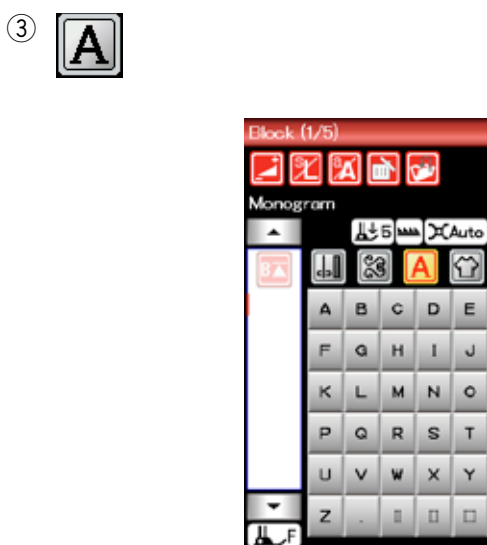 ③ A
Block (1/5)
S L B A
Monogram
5 Auto
B A
A B C D E
F G H I J
K L M N O
P Q R S T
U V W X Y
Z .
F